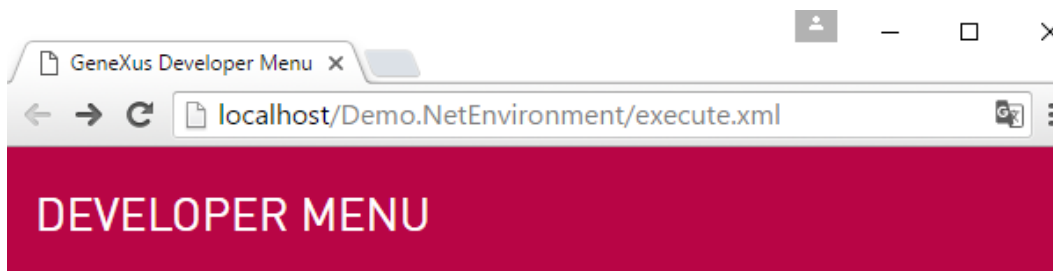 GeneXus Developer Menu
localhost/Demo.NetEnvironment/execute.xml
DEVELOPER MENU